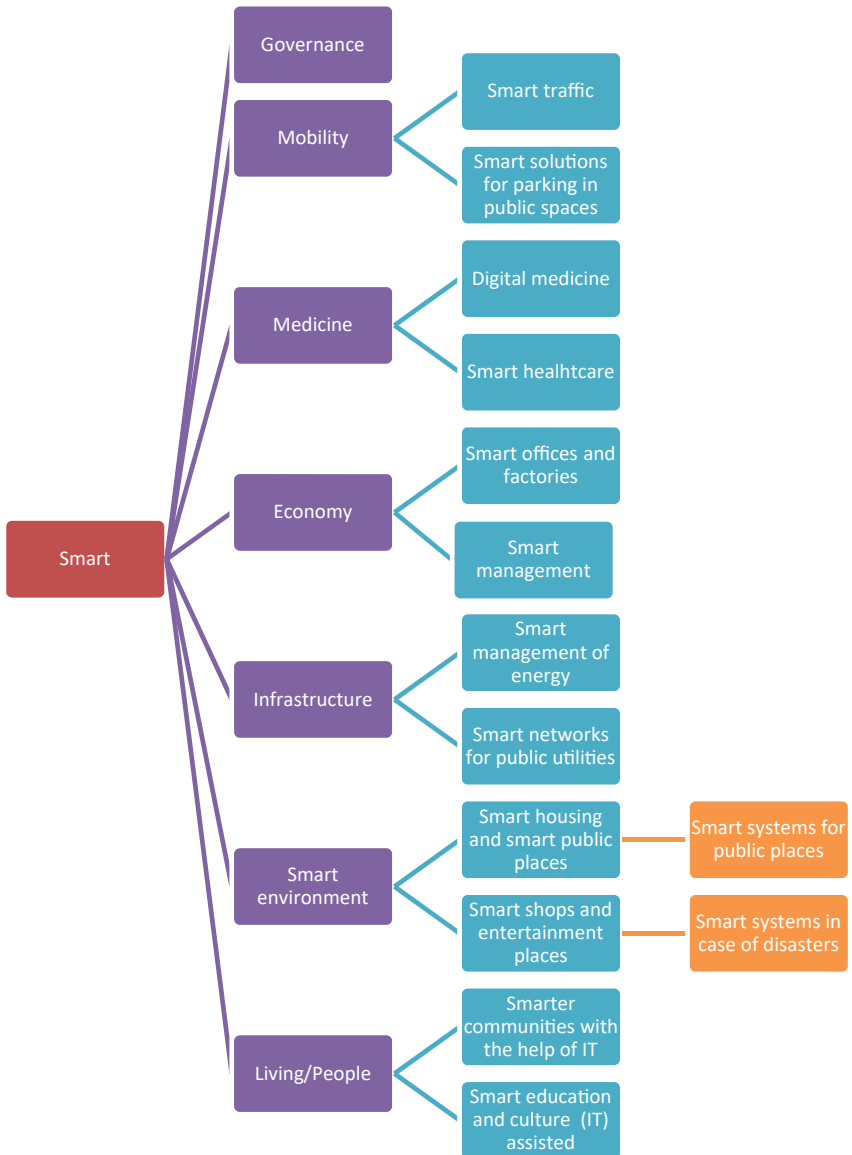 Governance
Mobility
Smart traffic
Smart solutions
for parking in
public spaces
Medicine
Digital medicine
Smart healhtcare
Economy
Smart offices and
factories
Smart
management
Smart
Infrastructure
Smart
management of
energy
Smart networks
for public utilities
Smart
environment
Smart housing
and smart public
places
Smart systems for
public places
Smart shops and
entertainment
places
Smart systems in
case of disasters
Living/People
Smarter
communities with
the help of IT
Smart education
and culture (IT)
assisted